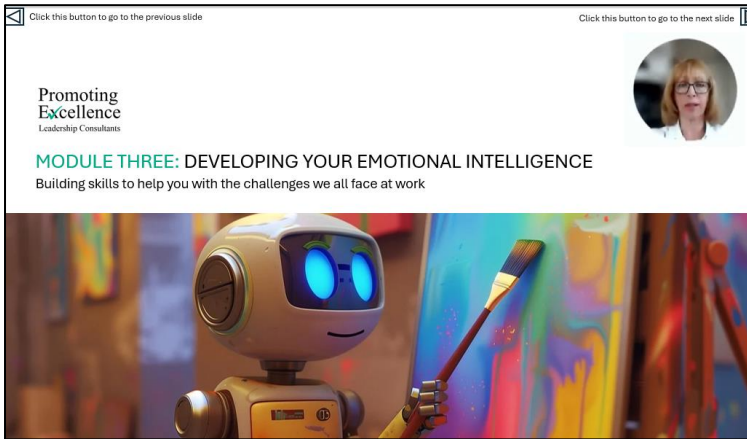 Click this button to go to the previous slide
Click this button to go to the next slide
Promoting
Excellence
Leadership Consultants
MODULE THREE: DEVELOPING YOUR EMOTIONAL INTELLIGENCE
Building skills to help you with the challenges we all face at work